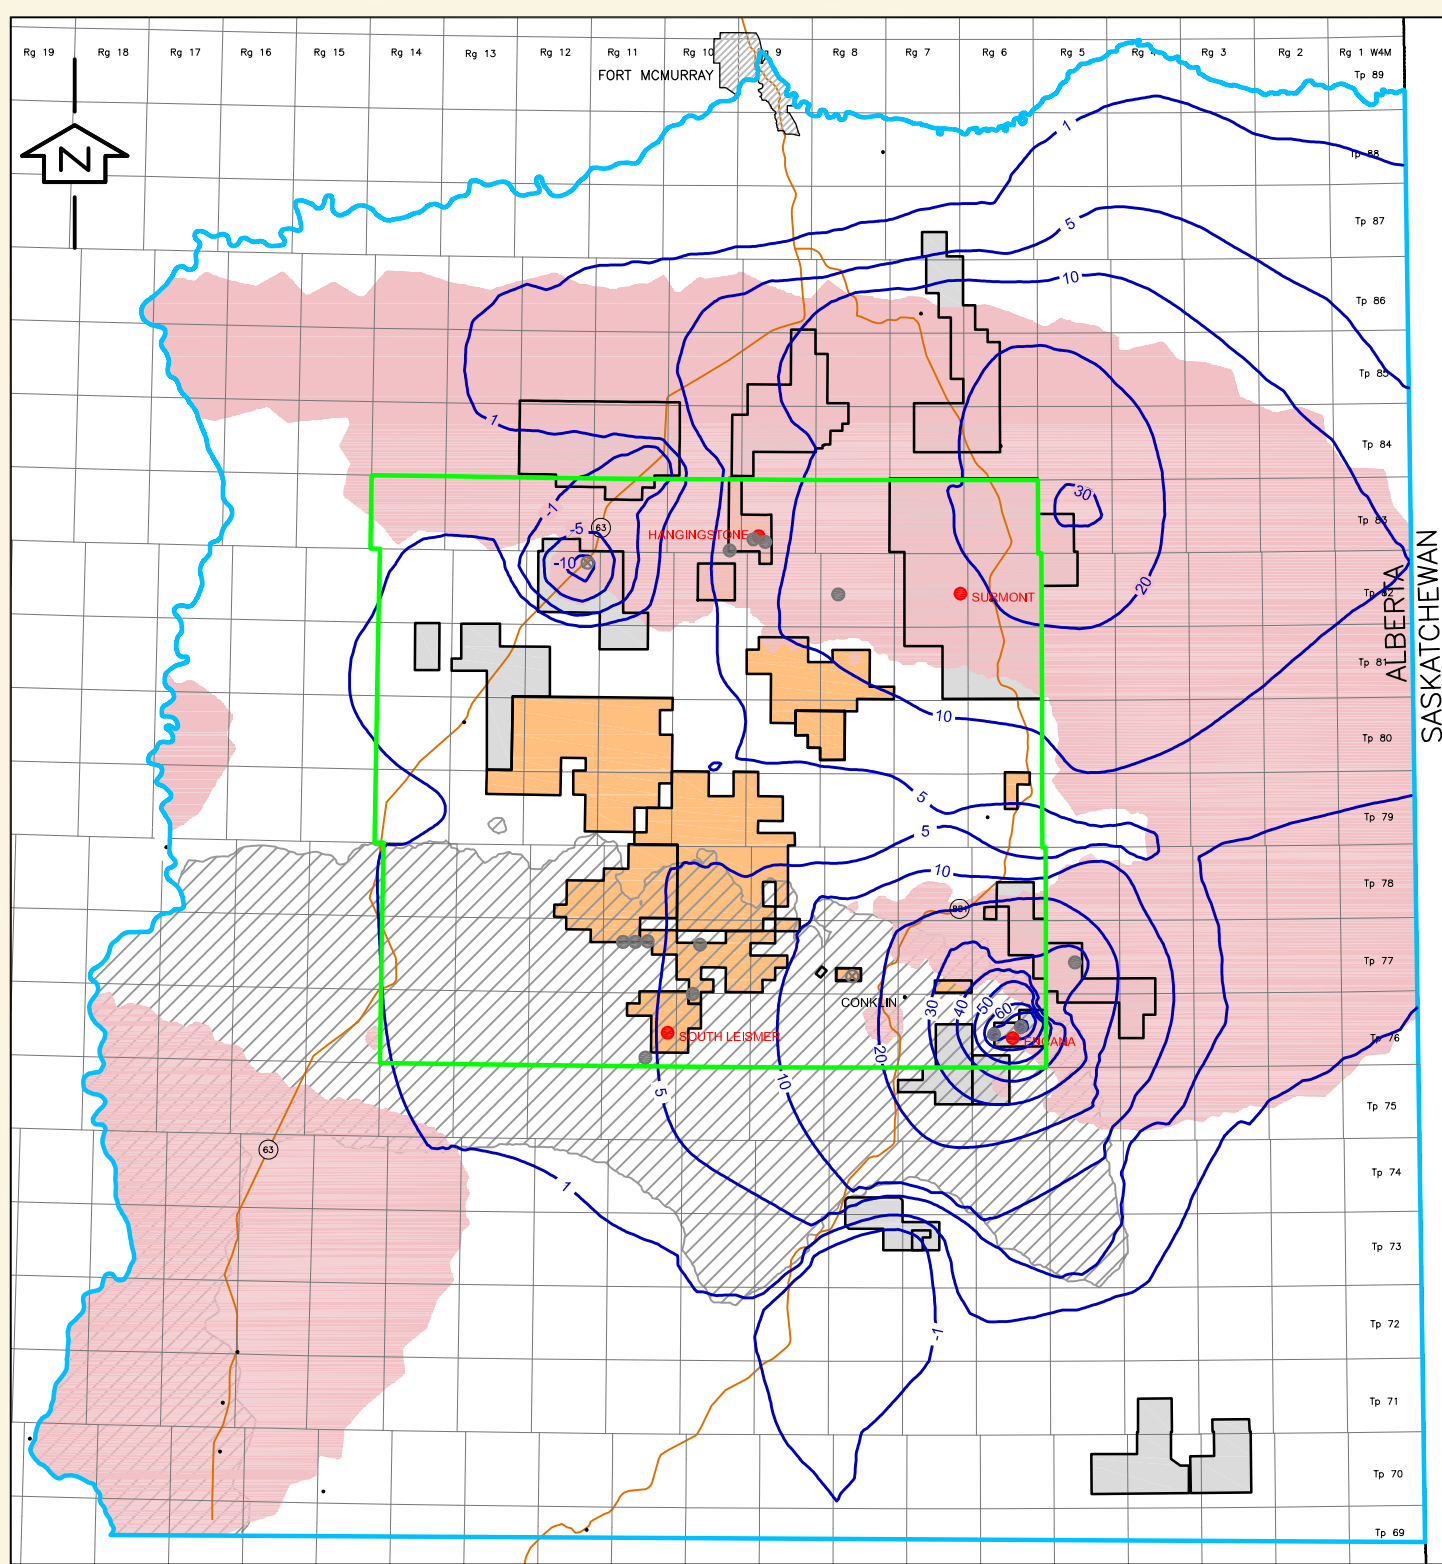 Rg 19 Rg 18 Rg 17 Rg 16 Rg 15 Rg 14 Rg 13 Rg 12 Rg 11 Rg 10 9 Rg 8 Rg 7 Rg 6 Rg 5 Rg 4 Rg 3 Rg 2 Rg 1 W4M
FORT MCMURRAY
Tp 89
1
Tp 88
N
Tp 87
5
10
Tp 86
Tp 85
1
Tp 84
30
-1
Tp 83
-5
63
HANGINGSTONE
-10
20
Tp 82
SURMONT
ALBERTA
SASKATCHEWAN
Tp 81
10
Tp 80
5
Tp 79
5
10
Tp 78
881
Tp 77
CONKLIN
30
40
50
60
SOUTH LEISMER
ENCANA
Tp 76
20
10
5
Tp 75
63
Tp 74
1
Tp 73
-1
Tp 72
Tp 71
Tp 70
Tp 69